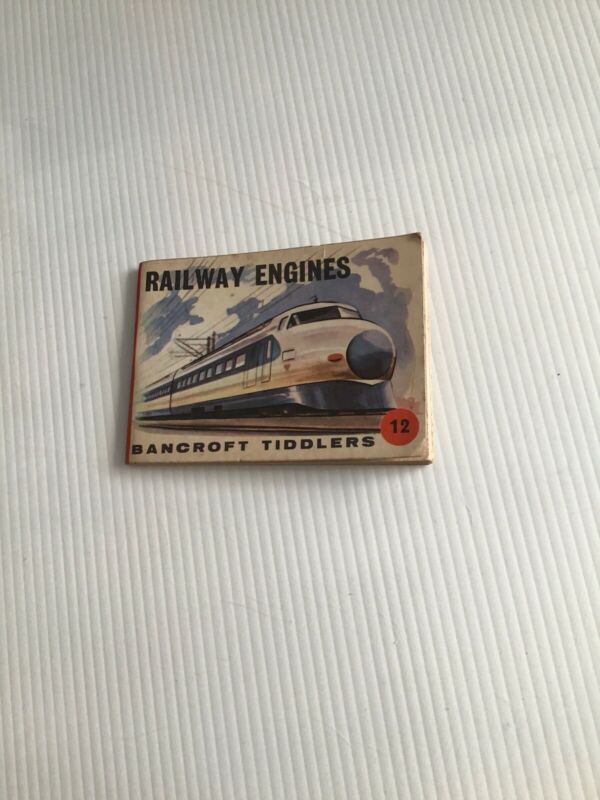 RAILWAY ENGINES
12
BANCROFT TIDDLERS